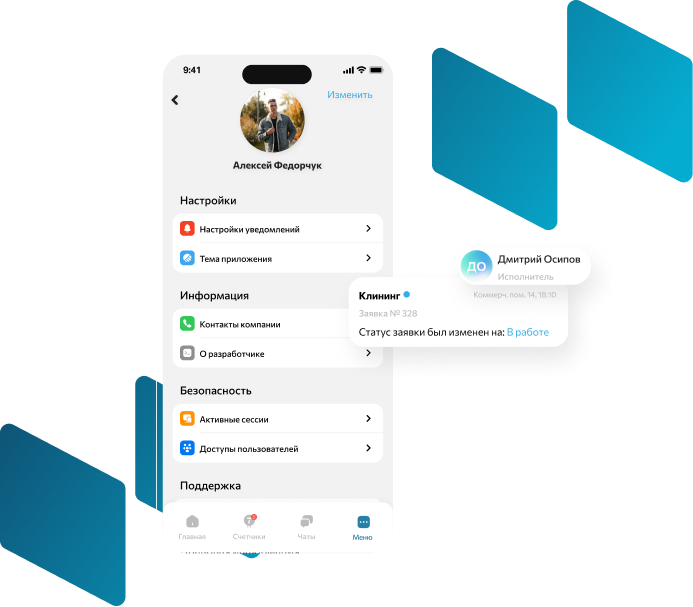 9:41
Изменить
Алексей Федорчук
Настройки
Настройки уведомлений
Тема приложения
Информация
Контакты компании
О разработчике
Безопасность
Активные сессии
Доступы пользователей
Поддержка
Главная
Счетчики
Чаты
Меню
ДО
Дмитрий Осипов
Исполнитель
Клининг
Коммерч. пом. 14, 18:10
Заявка № 328
Статус заявки был изменен на: В работе